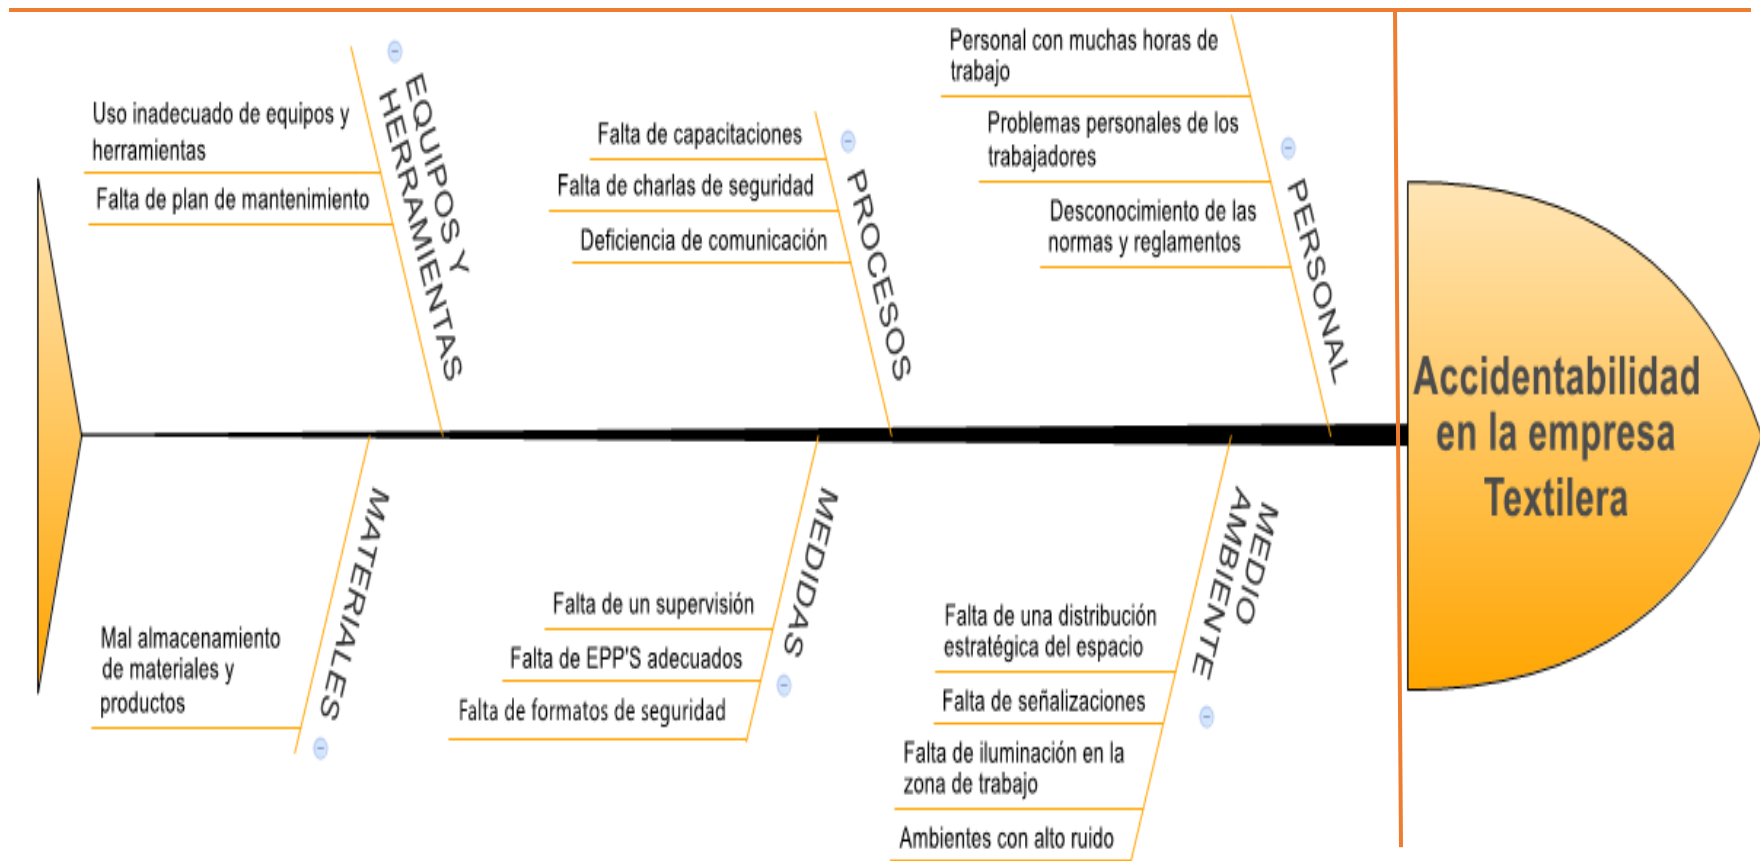 EQUIPOS Y
HERRAMIENTAS
Uso inadecuado de equipos y
herramientas
Falta de plan de mantenimiento
PROCESOS
Falta de capacitaciones
Falta de charlas de seguridad
Deficiencia de comunicación
PERSONAL
Personal con muchas horas de
trabajo
Problemas personales de los
trabajadores
Desconocimiento de las
normas y reglamentos
Accidentabilidad
en la empresa
Textilera
MATERIALES
Mal almacenamiento
de materiales y
productos
MEDIDAS
Falta de un supervisión
Falta de EPP'S adecuados
Falta de formatos de seguridad
MEDIO
AMBIENTE
Falta de una distribución
estratégica del espacio
Falta de señalizaciones
Falta de iluminación en la
zona de trabajo
Ambientes con alto ruido